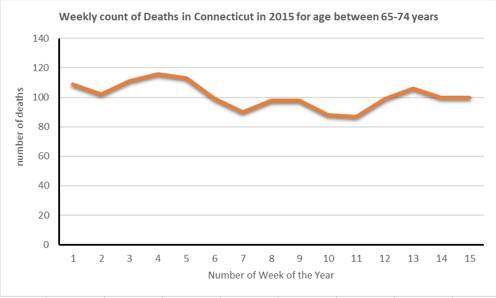 Weekly count of Deaths in Connecticut in 2015 for age between 65-74 years
140
120
100
80
60
40
20
0
number of deaths
1 2 3 4 5 6 7 8 9 10 11 12 13 14 15
Number of Week of the Year